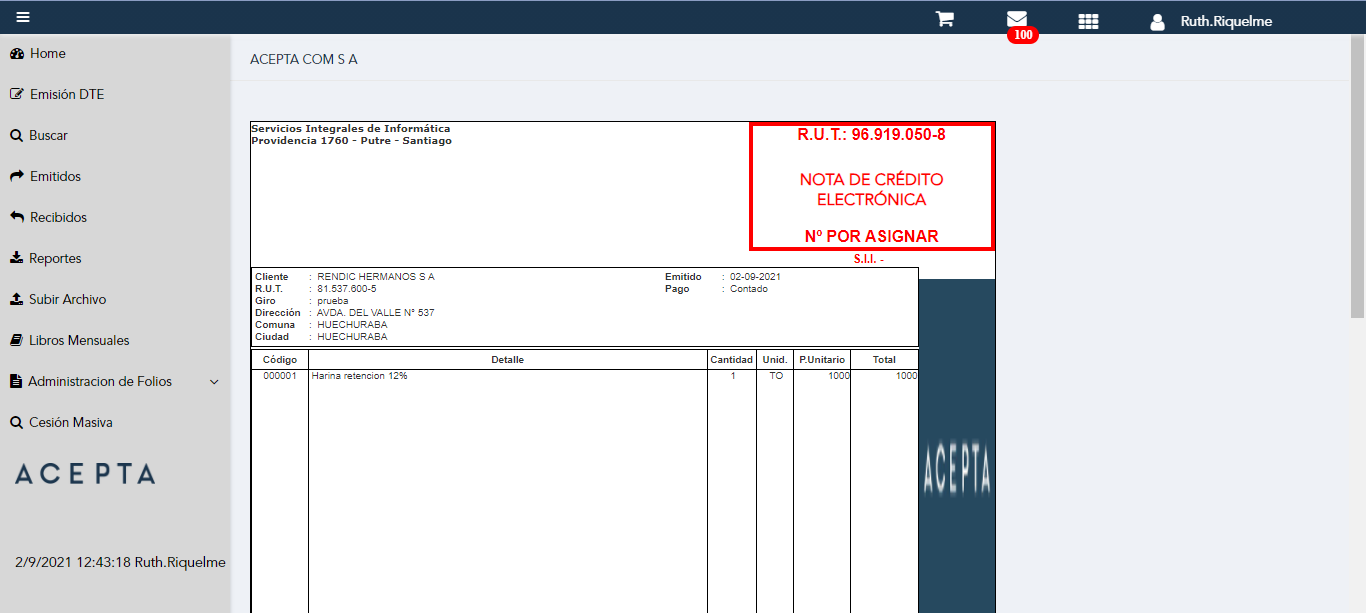 Ruth.Riquelme
100
Home
Emisión DTE
Buscar
Emitidos
Recibidos
Reportes
Subir Archivo
Libros Mensuales
Administracion de Folios
Cesión Masiva
ACEPTA
2/9/2021 12:43:18 Ruth.Riquelme
ACEPTA COM S A
Servicios Integrales de Informática
Providencia 1760 - Putre - Santiago
R.U.T.: 96.919.050-8
NOTA DE CRÉDITO
ELECTRÓNICA
Nº POR ASIGNAR
S.I.I. -
Cliente : RENDIC HERMANOS S A Emitido : 02-09-2021
R.U.T. : 81.537.600-5 Pago : Contado
Giro : prueba
Dirección : AVDA. DEL VALLE N° 537
Comuna : HUECHURABA
Ciudad : HUECHURABA
Código Detalle Cantidad Unid. P.Unitario Total
000001 Harina retencion 12% 1 TO 1000 1000
ACEPTA